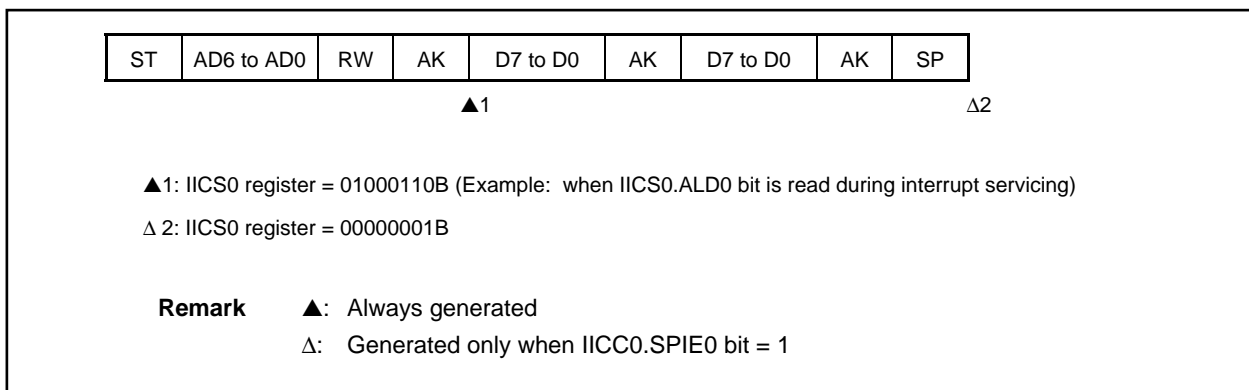 ST AD6 to AD0 RW AK D7 to D0 AK D7 to D0 AK SP
▲1 Δ2
▲1: IICS0 register = 01000110B (Example: when IICS0.ALD0 bit is read during interrupt servicing)
Δ 2: IICS0 register = 00000001B
Remark ▲: Always generated
Δ: Generated only when IICC0.SPIE0 bit = 1